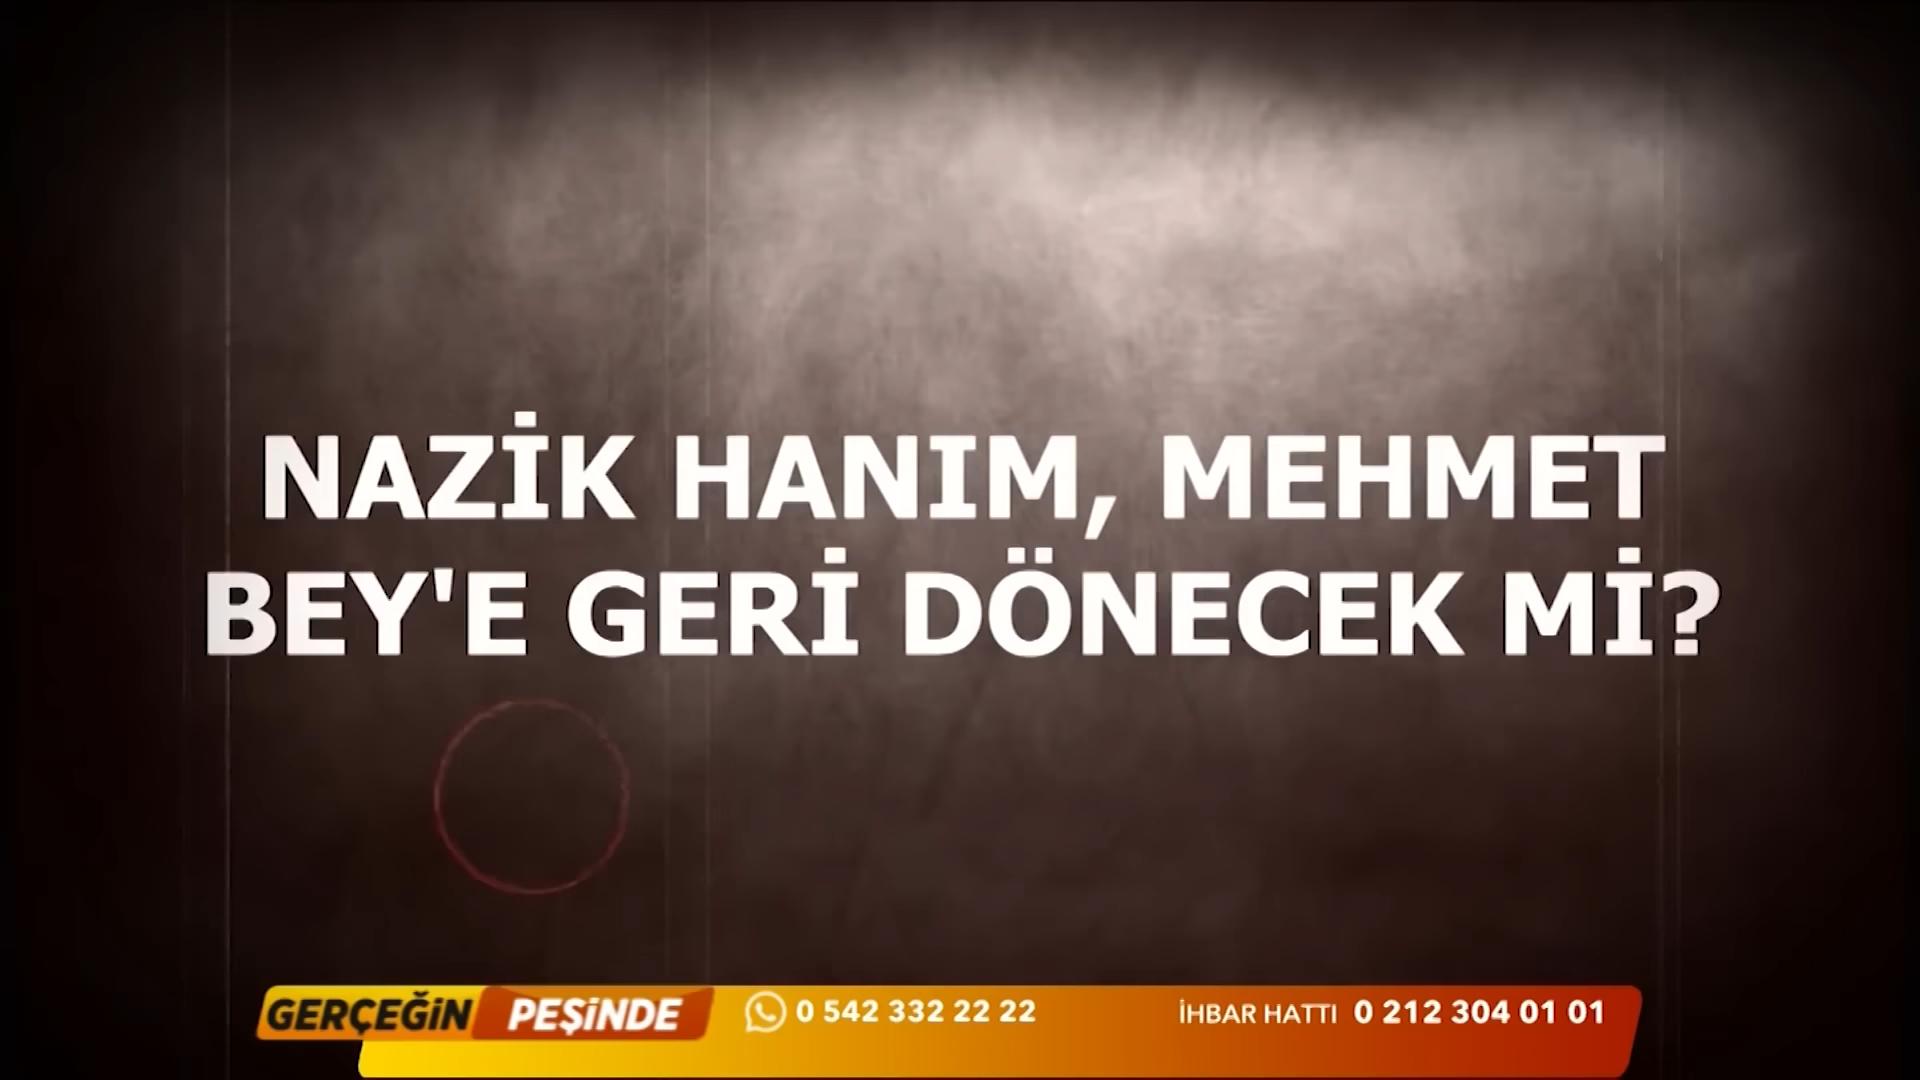 NAZİK HANIM, MEHMET
BEY'E GERİ DÖNECEK Mİ?
GERÇEĞİN PEŞİNDE 0 542 332 22 22 İHBAR HATTI 0 212 304 01 01